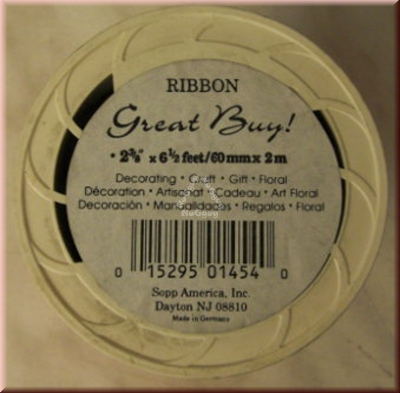 RIBBON
Great Buy!
• 2⅜" x 6½ feet/60mm x 2m
Decorating • Craft • Gift • Floral
Décoration • Artisanat • Cadeau • Art Floral
Decoración • Manualidades • Regalos • Floral
0 15295 01454 0
Sopp America, Inc.
Dayton NJ 08810
Made in Germany